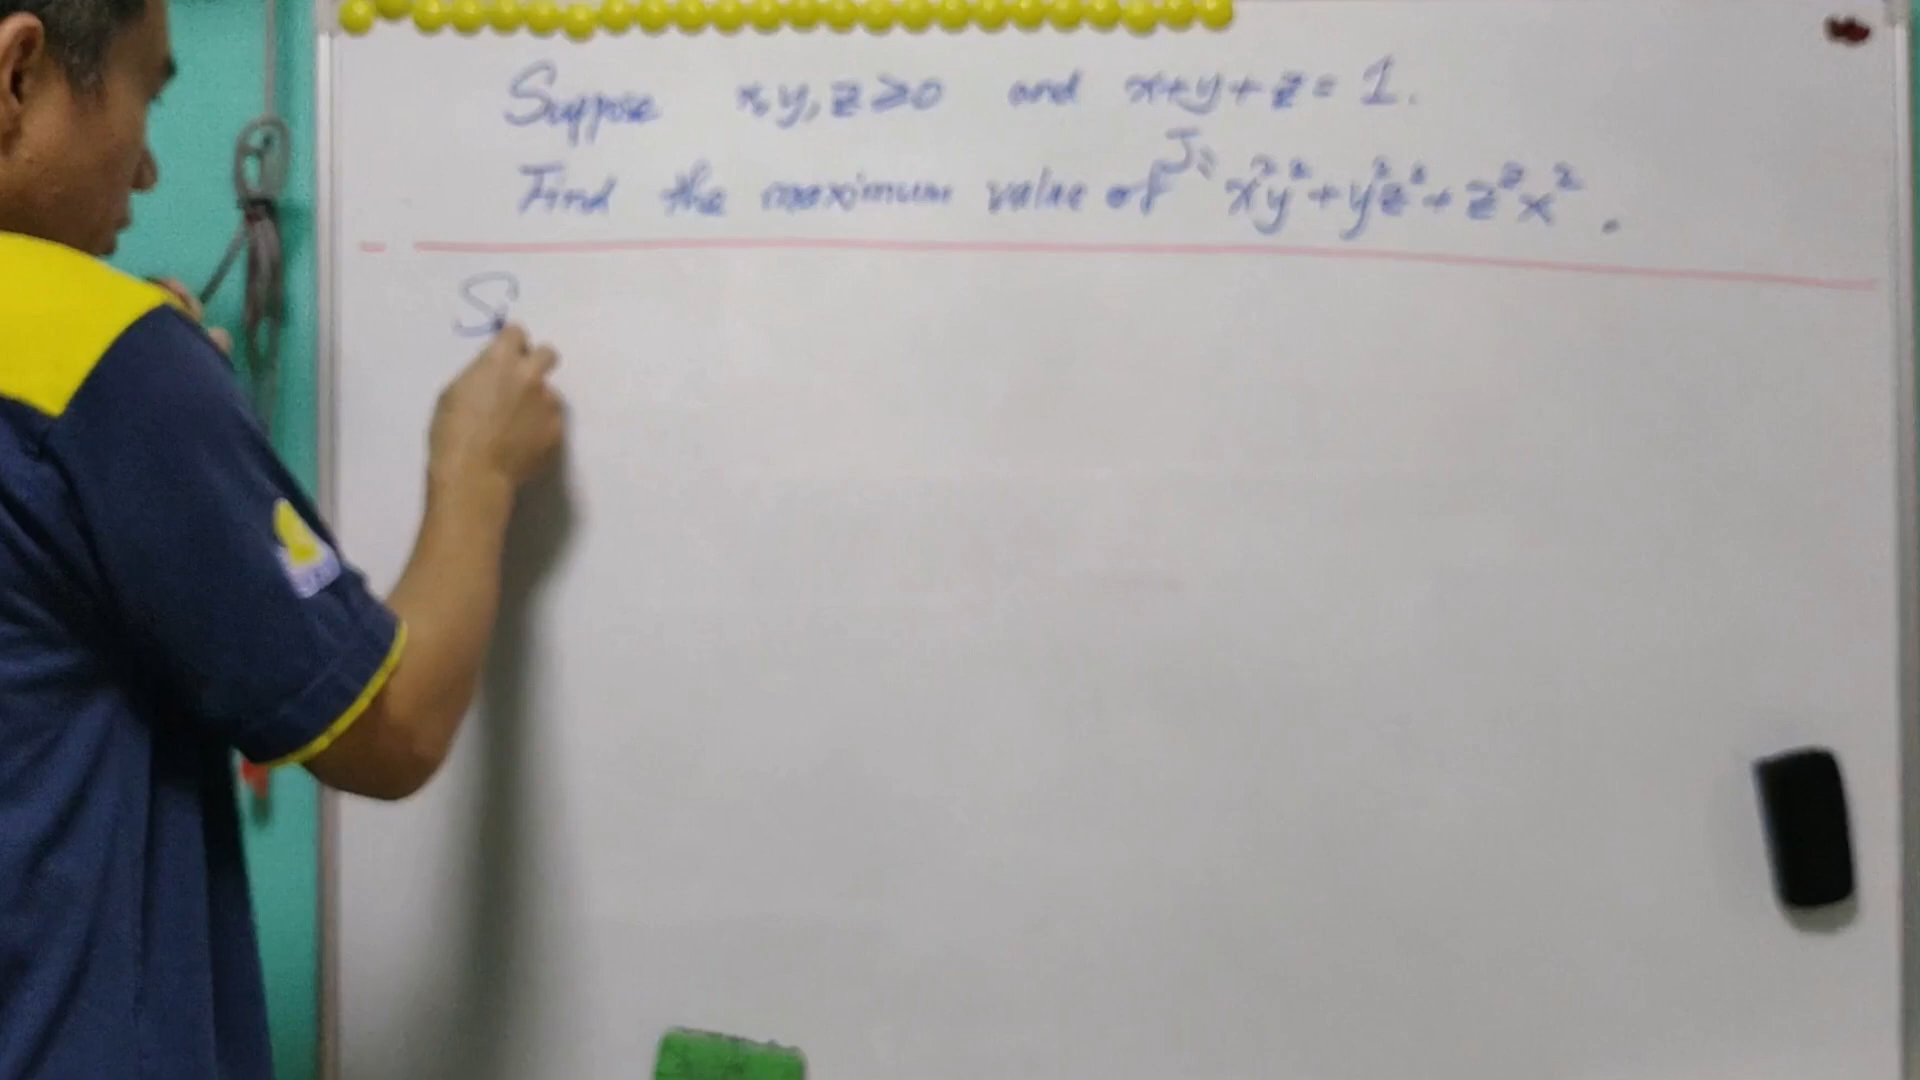 Suppose x, y, z ≥ 0 and x+y+z = 1.
Find the maximum value of J = x²y² + y²z² + z²x².
S